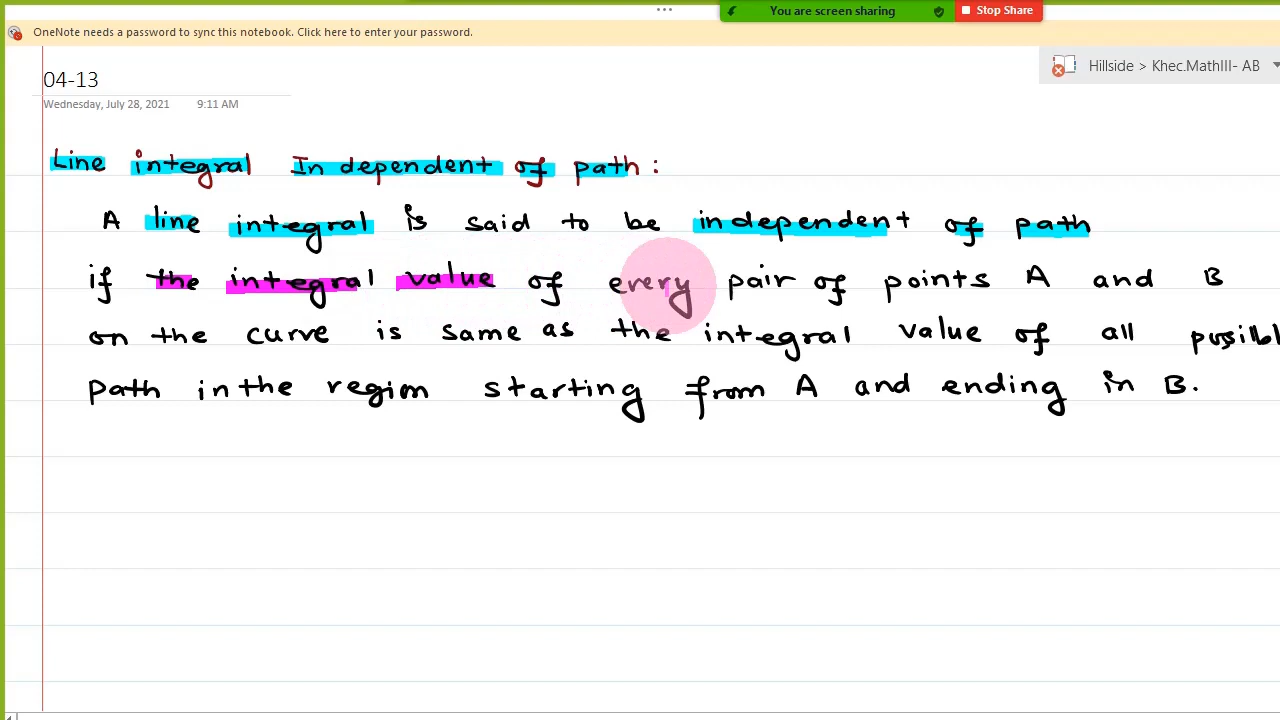 You are screen sharing
Stop Share
OneNote needs a password to sync this notebook. Click here to enter your password.
Hillside > Khec.MathIII- AB
04-13
Wednesday, July 28, 2021 9:11 AM
Line integral Independent of path:
A line integral is said to be independent of path
if the integral value of every pair of points A and B
on the curve is same as the integral value of all possibl
path in the region starting from A and ending in B.